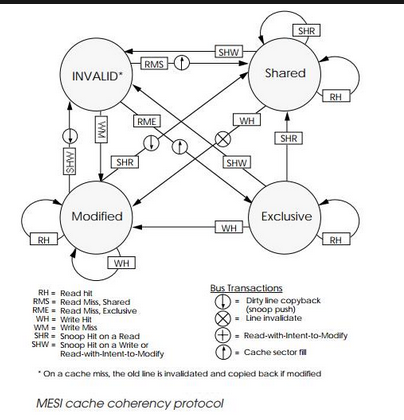 SHR
SHW
INVALID*
RMS
Shared
RH
RME
WH
WM
SHR
SHW
SHR
SHW
Modified
Exclusive
RH
WH
RH
WH
RH = Read hit
RMS = Read Miss, Shared
RME = Read Miss, Exclusive
WH = Write Hit
WM = Write Miss
SHR = Snoop Hit on a Read
SHW = Snoop Hit on a Write or
Read-with-Intent-to-Modify
Bus Transactions
= Dirty line copyback
(snoop push)
= Line invalidate
= Read-with-Intent-to-Modify
= Cache sector fill
* On a cache miss, the old line is invalidated and copied back if modified
MESI cache coherency protocol